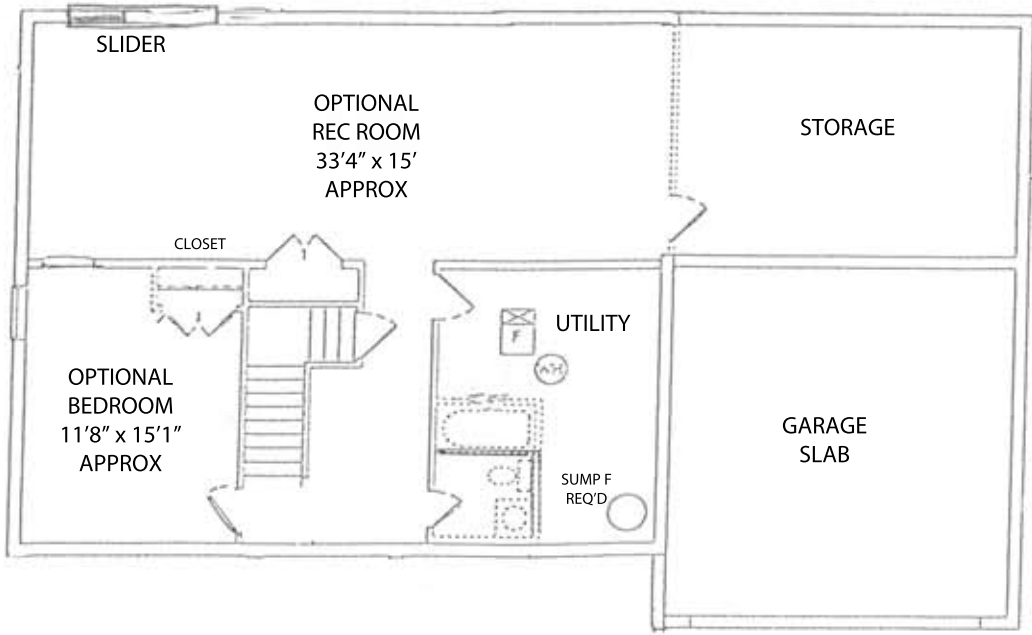 SLIDER
OPTIONAL
REC ROOM
33'4" x 15'
APPROX
STORAGE
CLOSET
UTILITY
F
WH
OPTIONAL
BEDROOM
11'8" x 15'1"
APPROX
GARAGE
SLAB
SUMP F
REQ'D